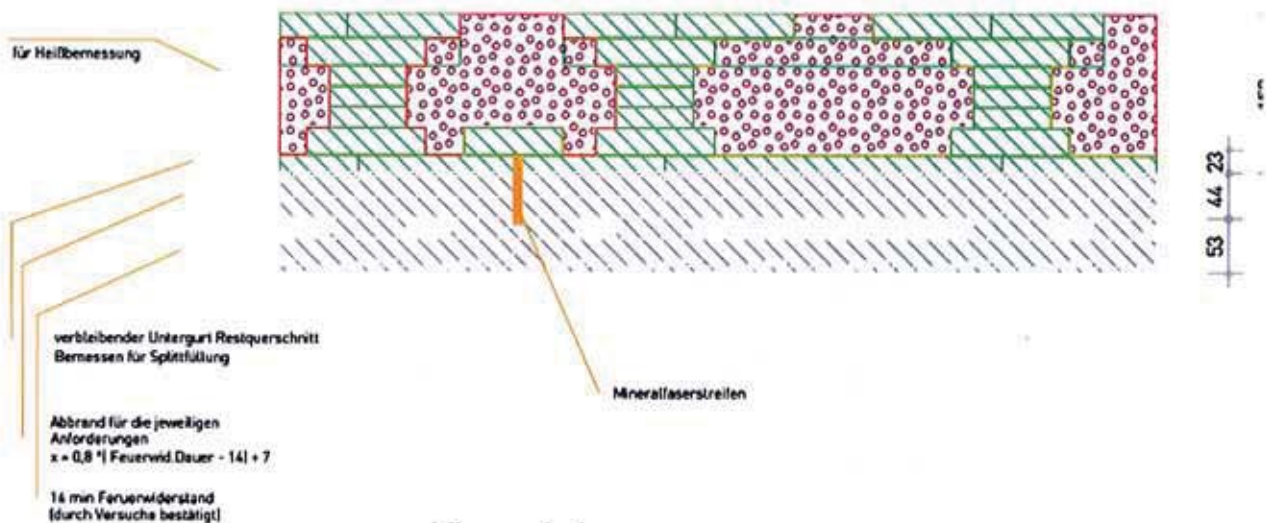 für Heißbemessung
23
44
53
verbleibender Untergurt Restquerschnitt
Bemessen für Splittfüllung
Mineralfaserstreifen
Abbrand für die jeweiligen
Anforderungen
x = 0,8 *( Feuerwid.Dauer - 14) + 7
14 min Feruerwiderstand
(durch Versuche bestätigt)